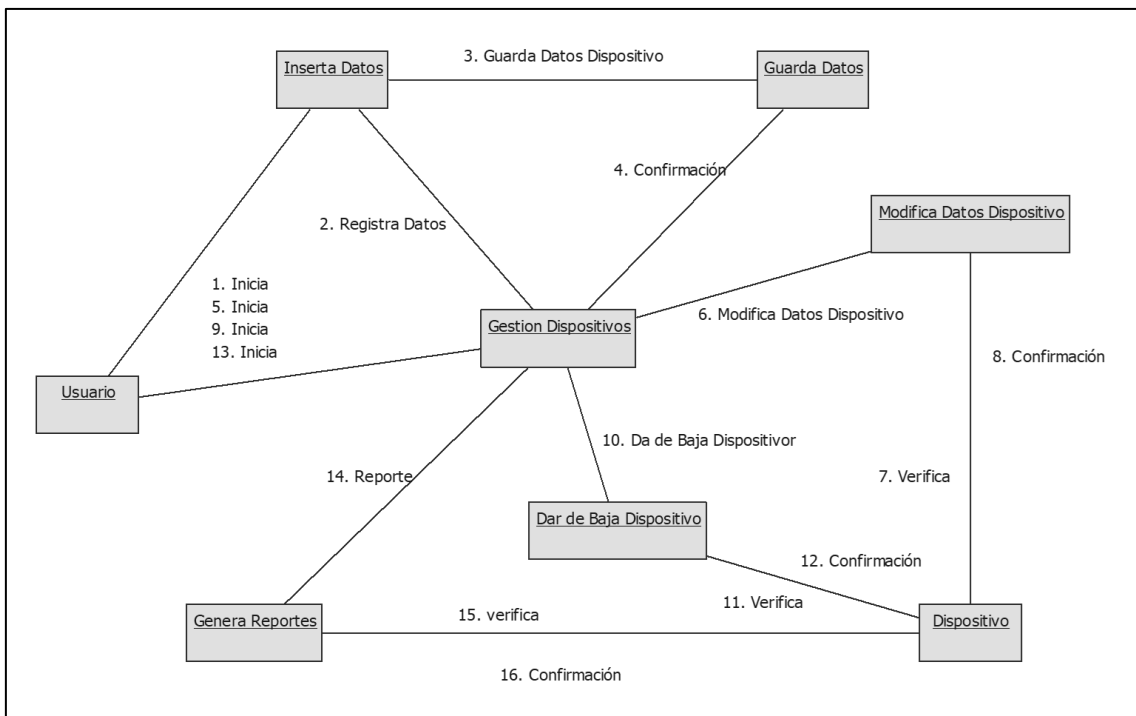 3. Guarda Datos Dispositivo
Inserta Datos
Guarda Datos
4. Confirmación
Modifica Datos Dispositivo
2. Registra Datos
1. Inicia
5. Inicia
9. Inicia
13. Inicia
Gestion Dispositivos
6. Modifica Datos Dispositivo
8. Confirmación
Usuario
10. Da de Baja Dispositivor
14. Reporte
7. Verifica
Dar de Baja Dispositivo
12. Confirmación
11. Verifica
Genera Reportes
15. verifica
Dispositivo
16. Confirmación